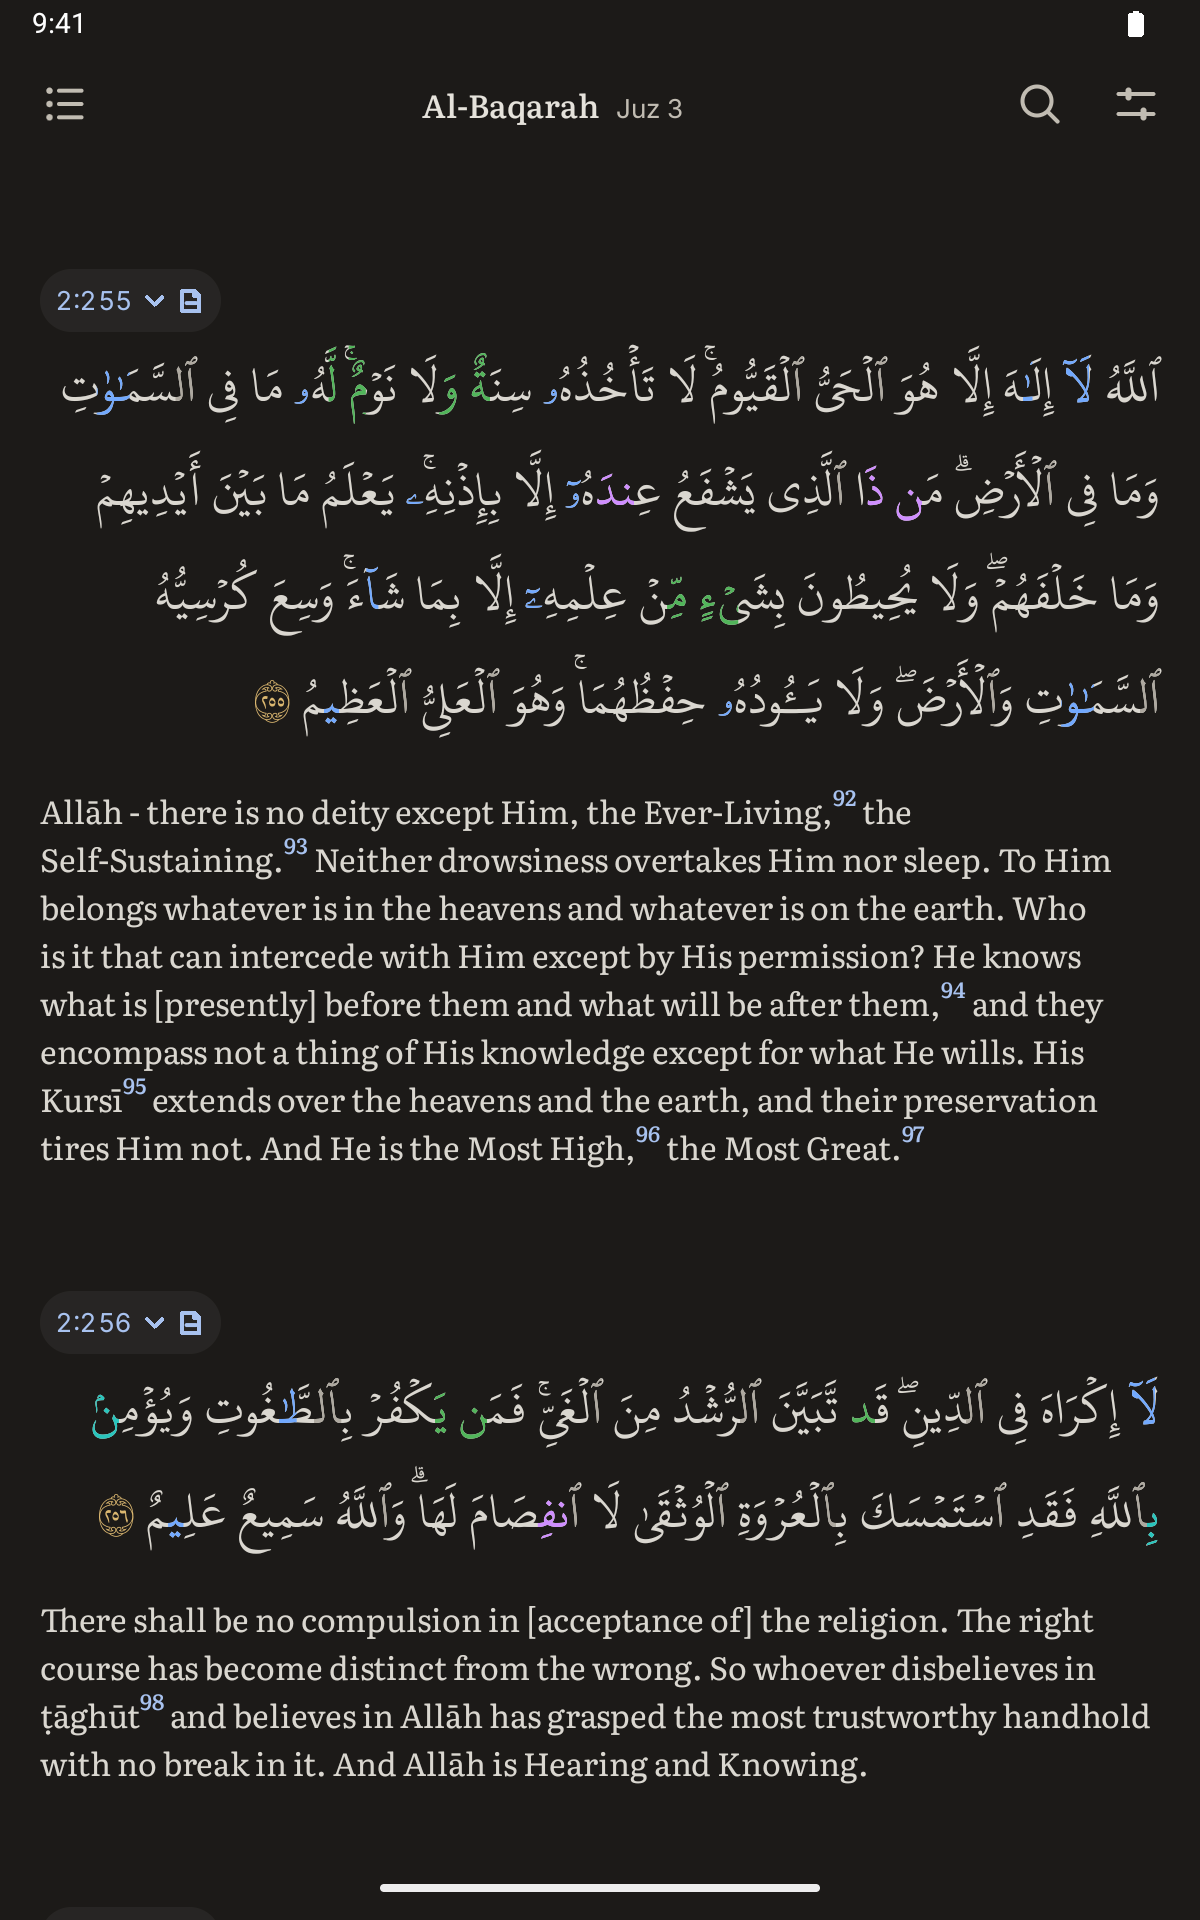 9:41
Al-Baqarah Juz 3
2:255
ٱللَّهُ لَآ إِلَـٰهَ إِلَّا هُوَ ٱلْحَىُّ ٱلْقَيُّومُ ۚ لَا تَأْخُذُهُۥ سِنَةٌ وَلَا نَوْمٌ ۚ لَّهُۥ مَا فِى ٱلسَّمَـٰوَٰتِ
وَمَا فِى ٱلْأَرْضِ ۗ مَن ذَا ٱلَّذِى يَشْفَعُ عِندَهُۥٓ إِلَّا بِإِذْنِهِۦ ۚ يَعْلَمُ مَا بَيْنَ أَيْدِيهِمْ
وَمَا خَلْفَهُمْ ۖ وَلَا يُحِيطُونَ بِشَىْءٍ مِّنْ عِلْمِهِۦٓ إِلَّا بِمَا شَآءَ ۚ وَسِعَ كُرْسِيُّهُ
ٱلسَّمَـٰوَٰتِ وَٱلْأَرْضَ ۖ وَلَا يَـُٔودُهُۥ حِفْظُهُمَا ۚ وَهُوَ ٱلْعَلِىُّ ٱلْعَظِيمُ ٢٥٥
Allāh - there is no deity except Him, the Ever-Living,92 the
Self-Sustaining.93 Neither drowsiness overtakes Him nor sleep. To Him
belongs whatever is in the heavens and whatever is on the earth. Who
is it that can intercede with Him except by His permission? He knows
what is [presently] before them and what will be after them,94 and they
encompass not a thing of His knowledge except for what He wills. His
Kursī95 extends over the heavens and the earth, and their preservation
tires Him not. And He is the Most High,96 the Most Great.97
2:256
لَآ إِكْرَاهَ فِى ٱلدِّينِ ۖ قَد تَّبَيَّنَ ٱلرُّشْدُ مِنَ ٱلْغَىِّ ۚ فَمَن يَكْفُرْ بِٱلطَّـٰغُوتِ وَيُؤْمِنۢ
بِٱللَّهِ فَقَدِ ٱسْتَمْسَكَ بِٱلْعُرْوَةِ ٱلْوُثْقَىٰ لَا ٱنفِصَامَ لَهَا ۗ وَٱللَّهُ سَمِيعٌ عَلِيمٌ ٢٥٦
There shall be no compulsion in [acceptance of] the religion. The right
course has become distinct from the wrong. So whoever disbelieves in
ṭāghūt98 and believes in Allāh has grasped the most trustworthy handhold
with no break in it. And Allāh is Hearing and Knowing.